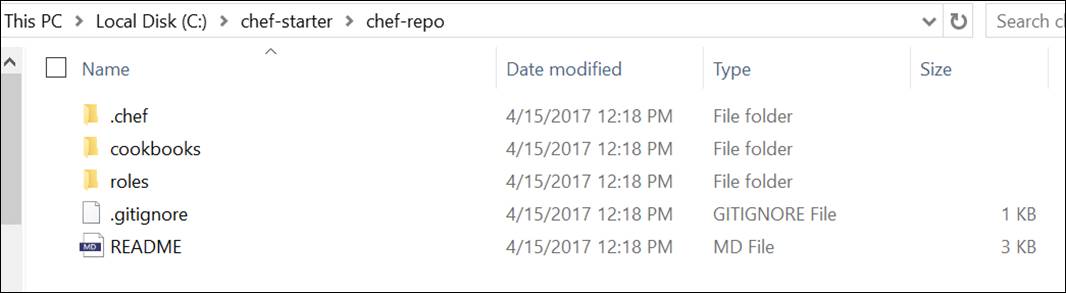 This PC > Local Disk (C:) > chef-starter > chef-repo Search c
Name Date modified Type Size
.chef 4/15/2017 12:18 PM File folder
cookbooks 4/15/2017 12:18 PM File folder
roles 4/15/2017 12:18 PM File folder
.gitignore 4/15/2017 12:18 PM GITIGNORE File 1 KB
MD README 4/15/2017 12:18 PM MD File 3 KB